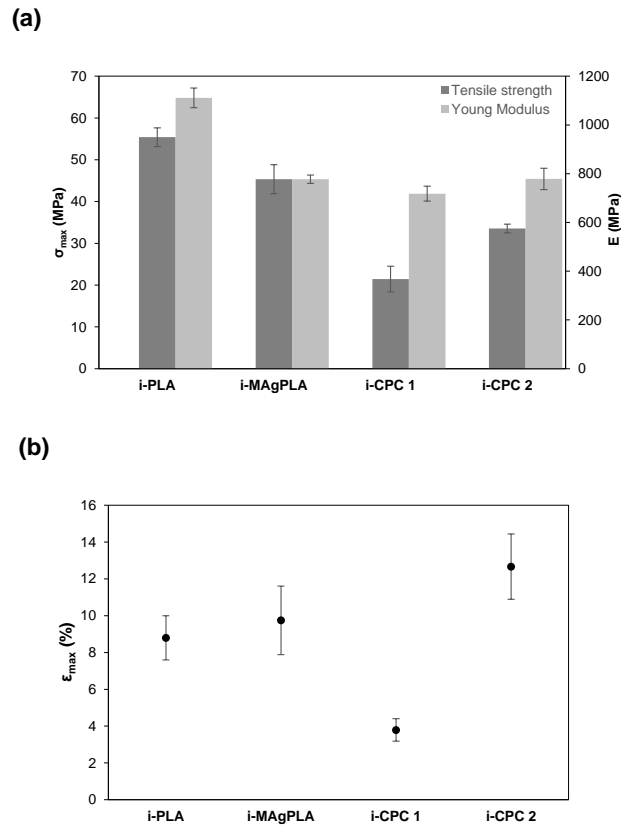 (a)
70
60
50
40
30
20
10
0
σmax (MPa)
Tensile strength
Young Modulus
1200
1000
800
600
400
200
0
E (MPa)
i-PLA i-MAgPLA i-CPC 1 i-CPC 2
(b)
16
14
12
10
8
6
4
2
0
εmax (%)
i-PLA i-MAgPLA i-CPC 1 i-CPC 2